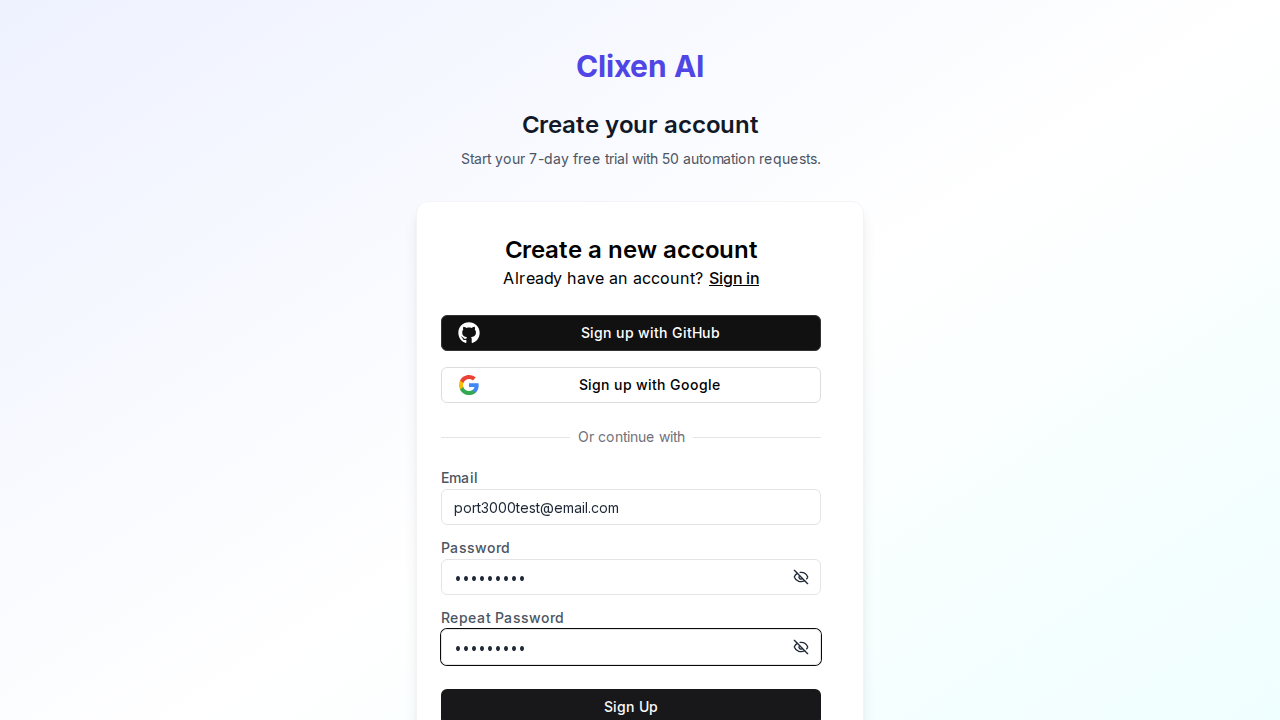 Clixen AI
Create your account
Start your 7-day free trial with 50 automation requests.
Create a new account
Already have an account? Sign in
Sign up with GitHub
Sign up with Google
Or continue with
Email
port3000test@email.com
Password
•••••••••
Repeat Password
•••••••••
Sign Up